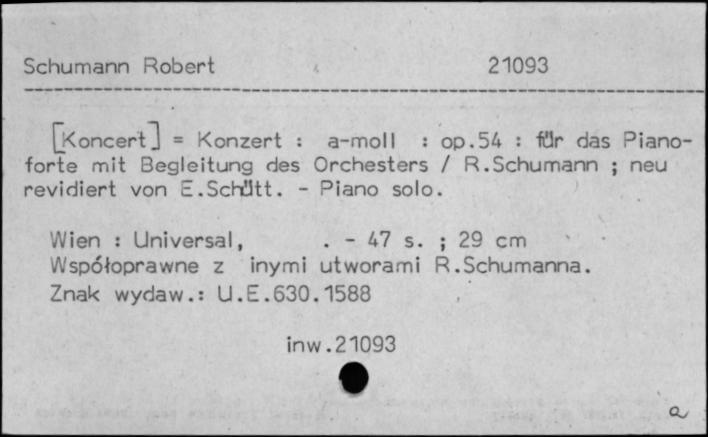 Schumann Robert 21093
[Koncert] = Konzert : a-moll : op.54 : für das Piano-
forte mit Begleitung des Orchesters / R.Schumann ; neu
revidiert von E.Schütt. - Piano solo.
Wien : Universal, . - 47 s. ; 29 cm
Współoprawne z inymi utworami R.Schumanna.
Znak wydaw.: U.E.630.1588
inw.21093
a